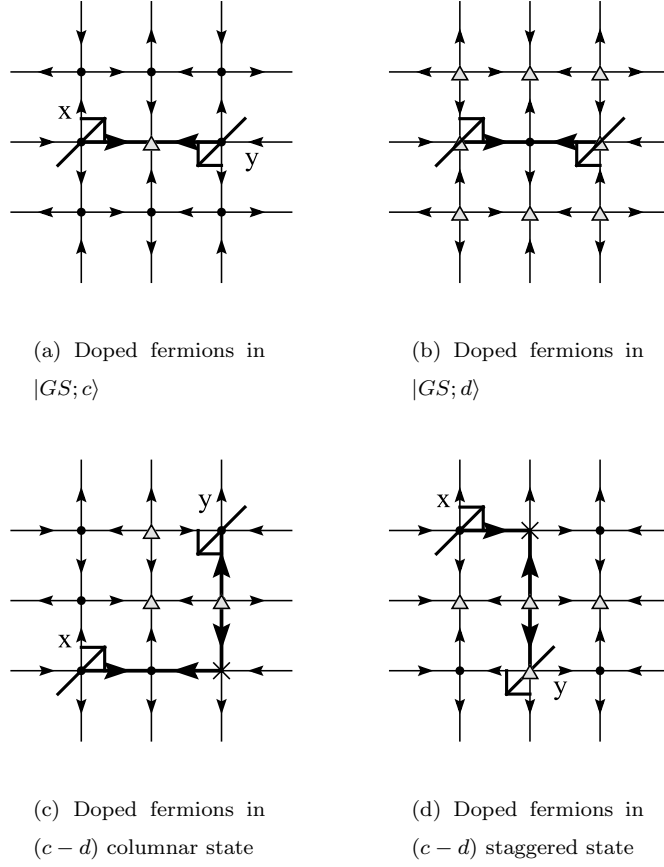 x
y
(a) Doped fermions in
|GS; c⟩
(b) Doped fermions in
|GS; d⟩
y
x
x
y
(c) Doped fermions in
(c − d) columnar state
(d) Doped fermions in
(c − d) staggered state